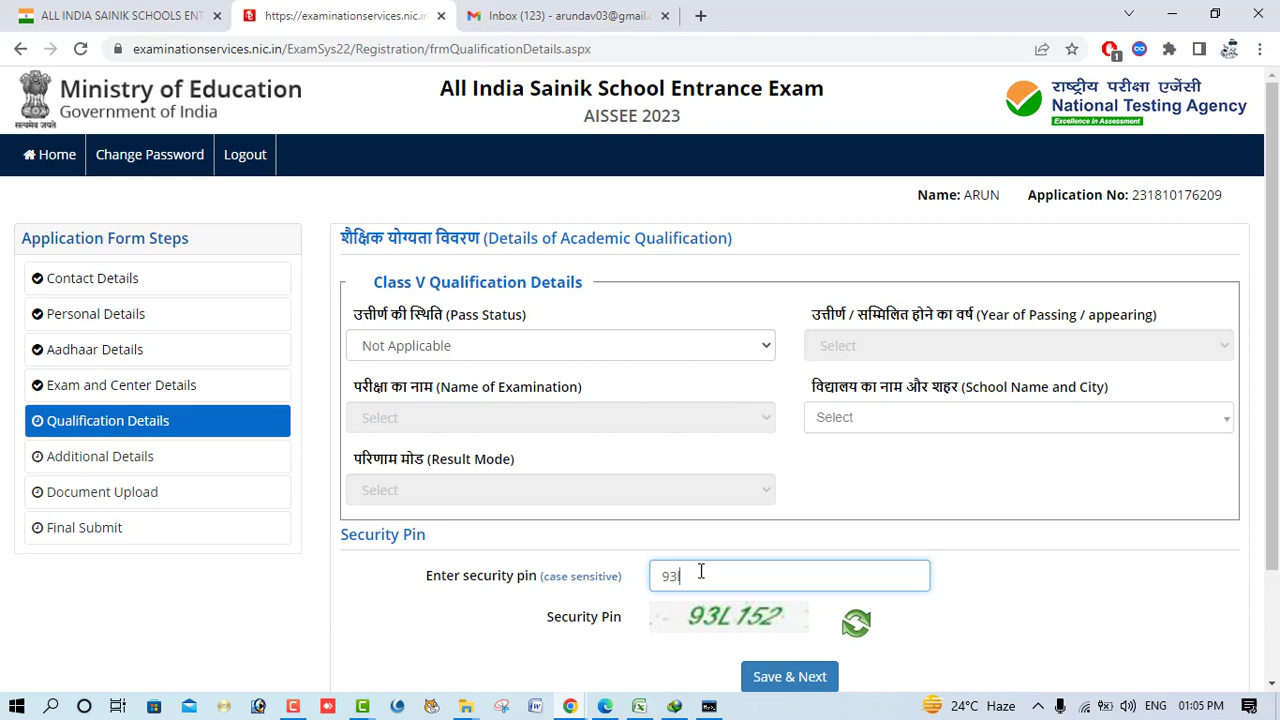 ALL INDIA SAINIK SCHOOLS ENT
https://examinationservices.nic.in
Inbox (123) - arundav03@gmail.c
examinationservices.nic.in/ExamSys22/Registration/frmQualificationDetails.aspx
1
सत्यमेव जयते
Ministry of Education
Government of India
All India Sainik School Entrance Exam
AISSEE 2023
राष्ट्रीय परीक्षा एजेंसी
National Testing Agency
Excellence in Assessment
Home
Change Password
Logout
Name: ARUN
Application No: 231810176209
Application Form Steps
Contact Details
Personal Details
Aadhaar Details
Exam and Center Details
Qualification Details
Additional Details
Document Upload
Final Submit
शैक्षिक योग्यता विवरण (Details of Academic Qualification)
Class V Qualification Details
उत्तीर्ण की स्थिति (Pass Status)
Not Applicable
उत्तीर्ण / सम्मिलित होने का वर्ष (Year of Passing / appearing)
Select
परीक्षा का नाम (Name of Examination)
Select
विद्यालय का नाम और शहर (School Name and City)
Select
परिणाम मोड (Result Mode)
Select
Security Pin
Enter security pin (case sensitive)
93l
Security Pin
93L152
Save & Next
24°C Haze
01:05 PM